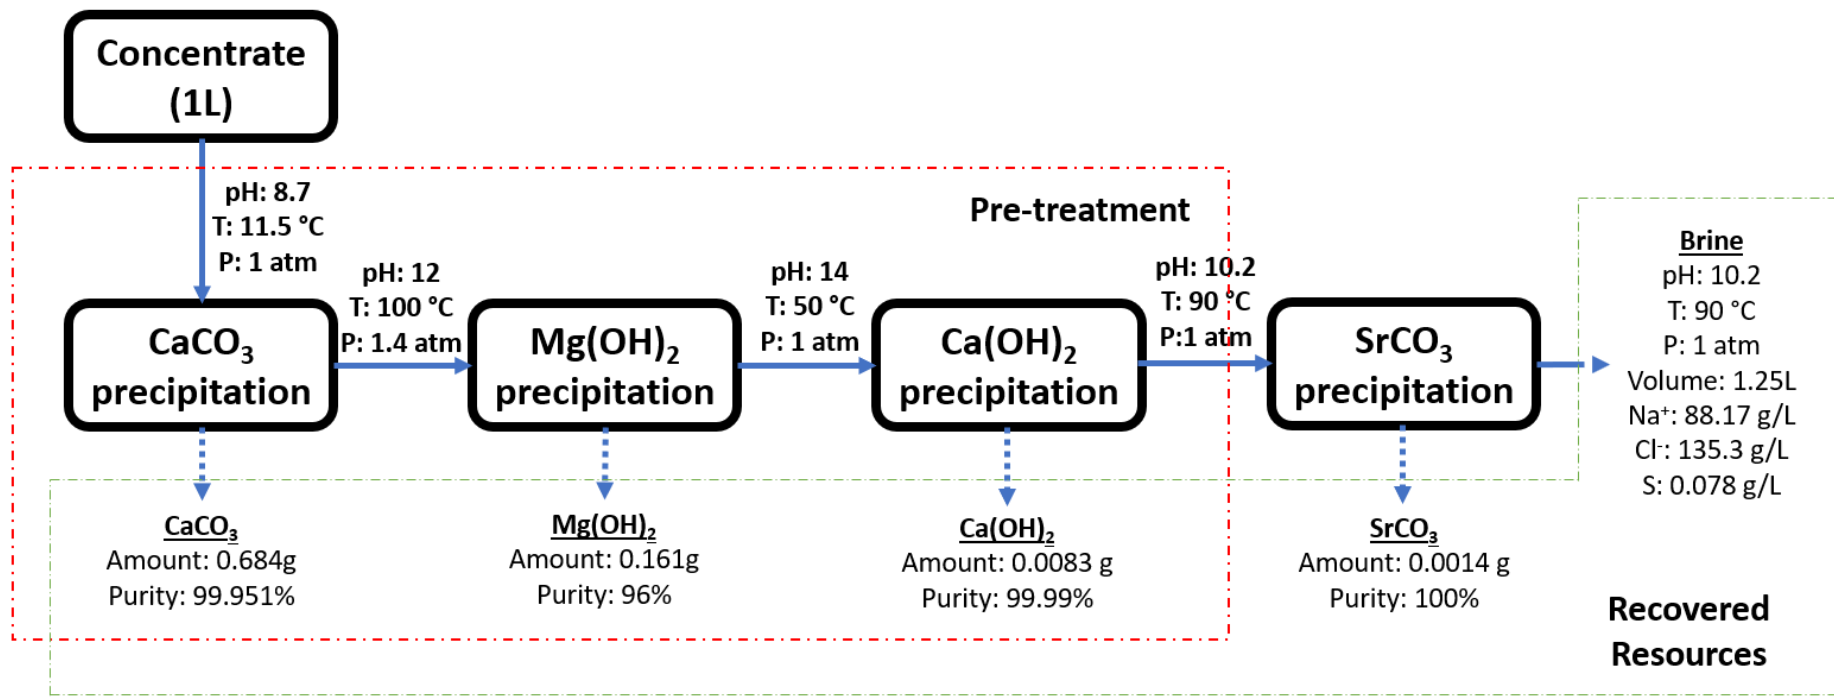 Concentrate
(1L)
pH: 8.7
T: 11.5 °C
P: 1 atm
Pre-treatment
pH: 12
T: 100 °C
P: 1.4 atm
pH: 14
T: 50 °C
P: 1 atm
pH: 10.2
T: 90 °C
P:1 atm
CaCO₃
precipitation
Mg(OH)₂
precipitation
Ca(OH)₂
precipitation
SrCO₃
precipitation
Brine
pH: 10.2
T: 90 °C
P: 1 atm
Volume: 1.25L
Na⁺: 88.17 g/L
Cl⁻: 135.3 g/L
S: 0.078 g/L
CaCO₃
Amount: 0.684g
Purity: 99.951%
Mg(OH)₂
Amount: 0.161g
Purity: 96%
Ca(OH)₂
Amount: 0.0083 g
Purity: 99.99%
SrCO₃
Amount: 0.0014 g
Purity: 100%
Recovered
Resources